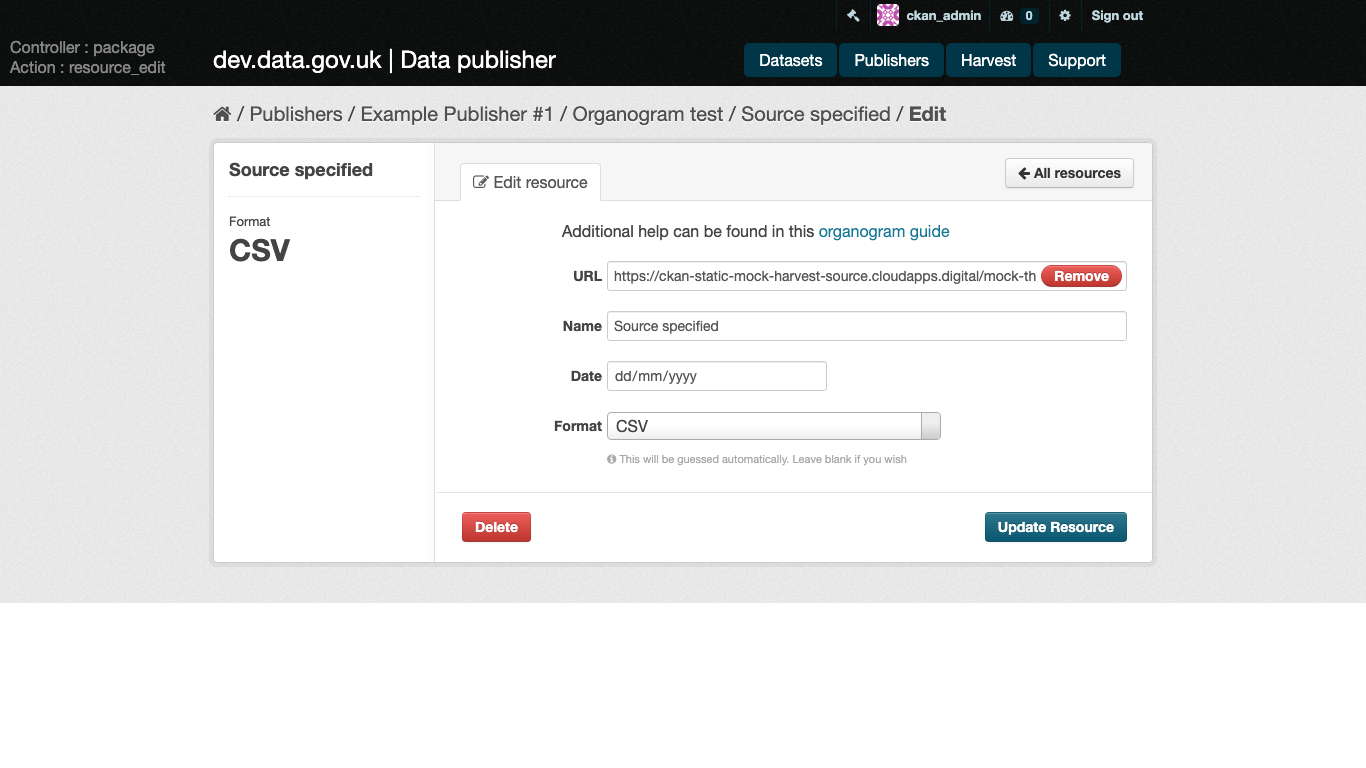 ckan_admin 0 Sign out
Controller : package
Action : resource_edit
dev.data.gov.uk | Data publisher
Datasets Publishers Harvest Support
/ Publishers / Example Publisher #1 / Organogram test / Source specified / Edit
Source specified
Format
CSV
Edit resource
All resources
Additional help can be found in this organogram guide
URL https://ckan-static-mock-harvest-source.cloudapps.digital/mock-th Remove
Name Source specified
Date dd/mm/yyyy
Format CSV
This will be guessed automatically. Leave blank if you wish
Delete Update Resource